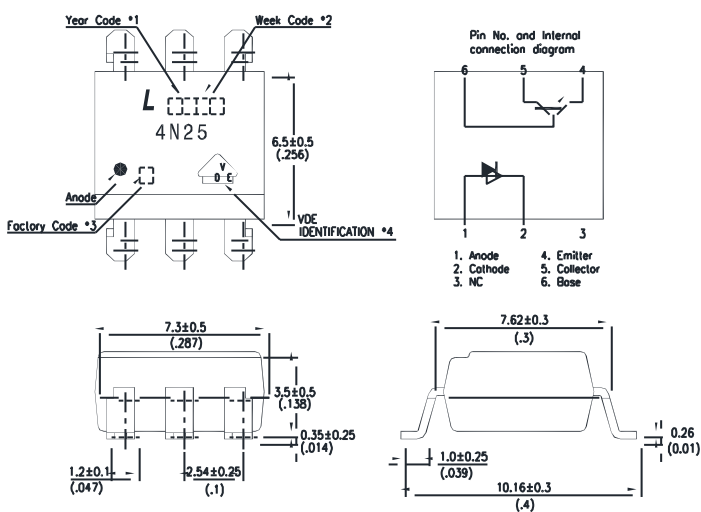 Year Code *1
Week Code *2
L
4N25
V
D E
Anode
Factory Code *3
6.5±0.5
(.256)
VDE
IDENTIFICATION *4
Pin No. and Internal
connection diagram
6 5 4
1 2 3
1. Anode 4. Emitter
2. Cathode 5. Collector
3. NC 6. Base
7.3±0.5
(.287)
3.5±0.5
(.138)
0.35±0.25
(.014)
1.2±0.1
(.047)
2.54±0.25
(.1)
7.62±0.3
(.3)
0.26
(0.01)
1.0±0.25
(.039)
10.16±0.3
(.4)